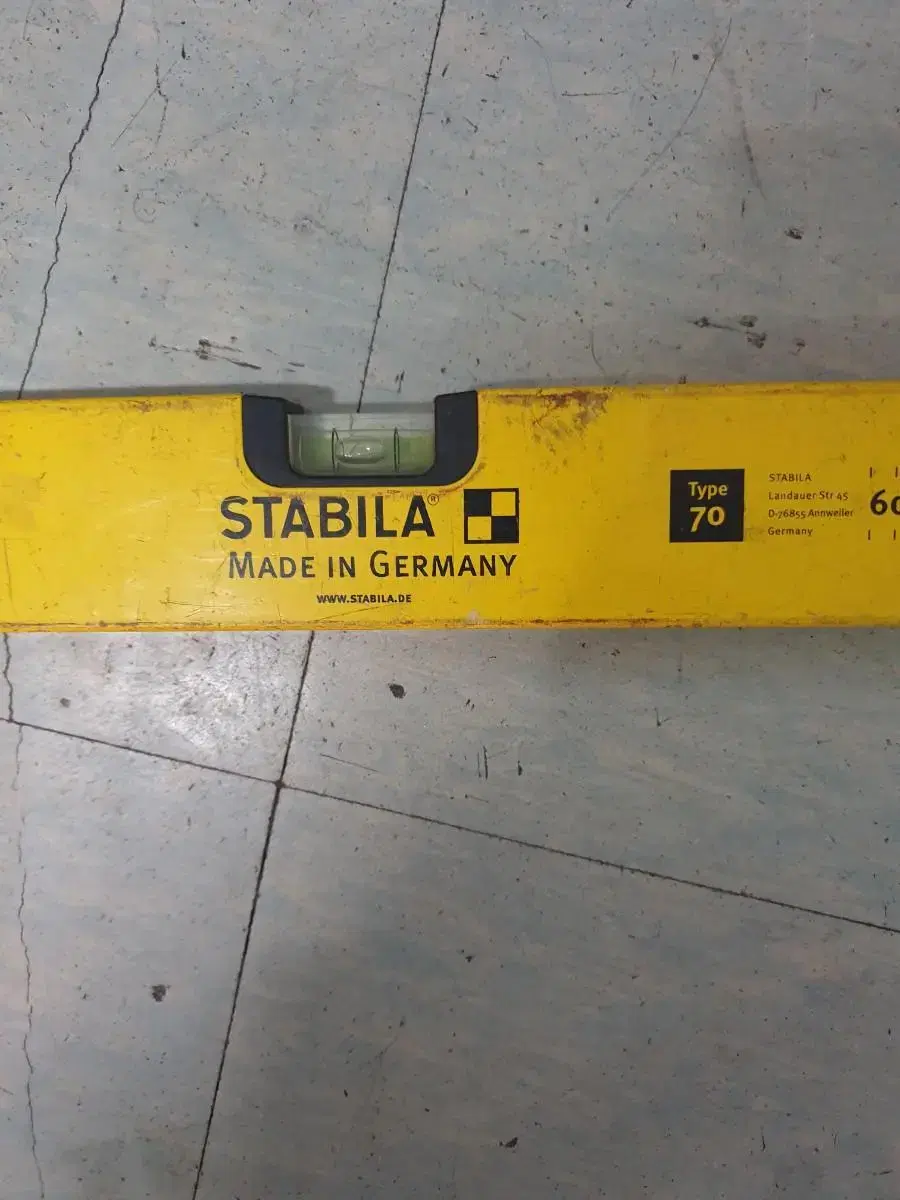 STABILA®
MADE IN GERMANY
WWW.STABILA.DE
Type
70
STABILA
Landauer Str 45
D-76855 Annweiler
Germany